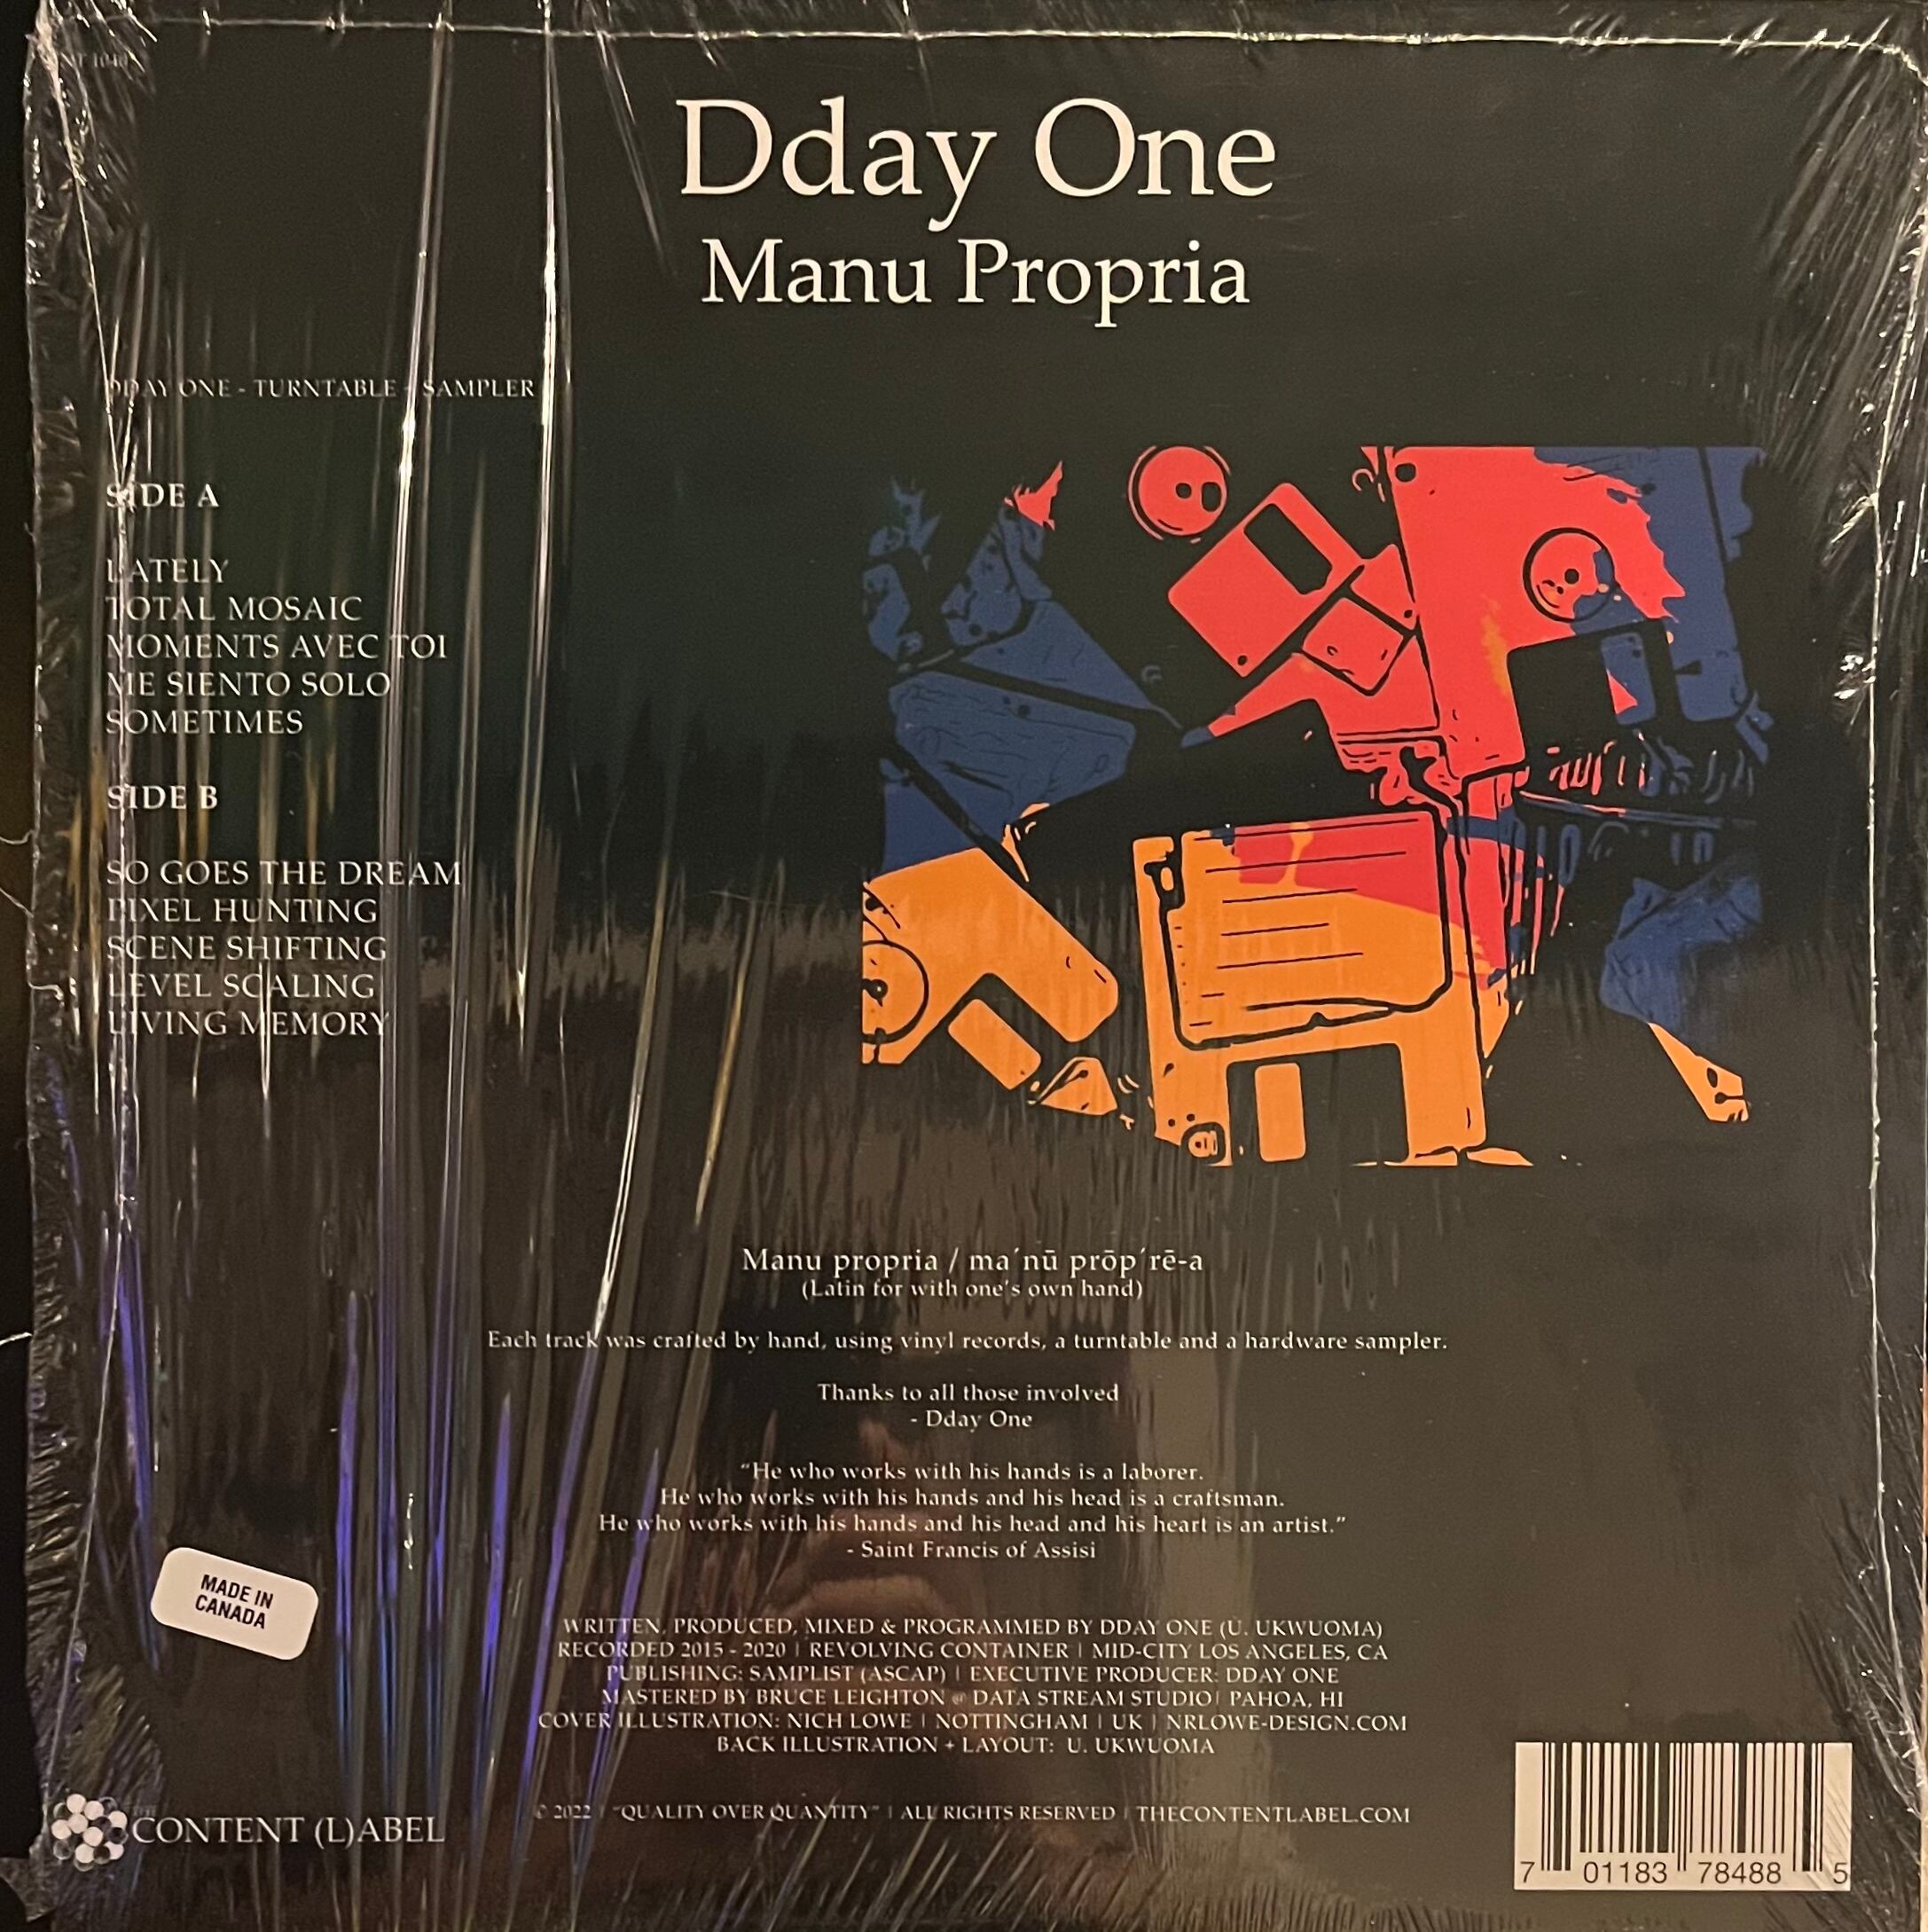 Dday One
Manu Propria
DDAY ONE - TURNTABLE - SAMPLER
SIDE A
LATELY
TOTAL MOSAIC
MOMENTS AVEC TOI
ME SIENTO SOLO
SOMETIMES
SIDE B
SO GOES THE DREAM
PIXEL HUNTING
SCENE SHIFTING
LEVEL SCALING
LIVING MEMORY
Manu propria / ma´nū prōp´rē-a
(Latin for with one's own hand)
Each track was crafted by hand, using vinyl records, a turntable and a hardware sampler.
Thanks to all those involved
- Dday One
“He who works with his hands is a laborer.
He who works with his hands and his head is a craftsman.
He who works with his hands and his head and his heart is an artist.”
- Saint Francis of Assisi
MADE IN
CANADA
WRITTEN, PRODUCED, MIXED & PROGRAMMED BY DDAY ONE (U. UKWUOMA)
RECORDED 2015 - 2020 | REVOLVING CONTAINER | MID-CITY LOS ANGELES, CA
PUBLISHING: SAMPLIST (ASCAP) | EXECUTIVE PRODUCER: DDAY ONE
MASTERED BY BRUCE LEIGHTON @ DATA STREAM STUDIO| PAHOA, HI
COVER ILLUSTRATION: NICH LOWE | NOTTINGHAM | UK | NRLOWE-DESIGN.COM
BACK ILLUSTRATION + LAYOUT: U. UKWUOMA
© 2022 | “QUALITY OVER QUANTITY” | ALL RIGHTS RESERVED | THECONTENTLABEL.COM
CONTENT (L)ABEL
7 01183 78488 5